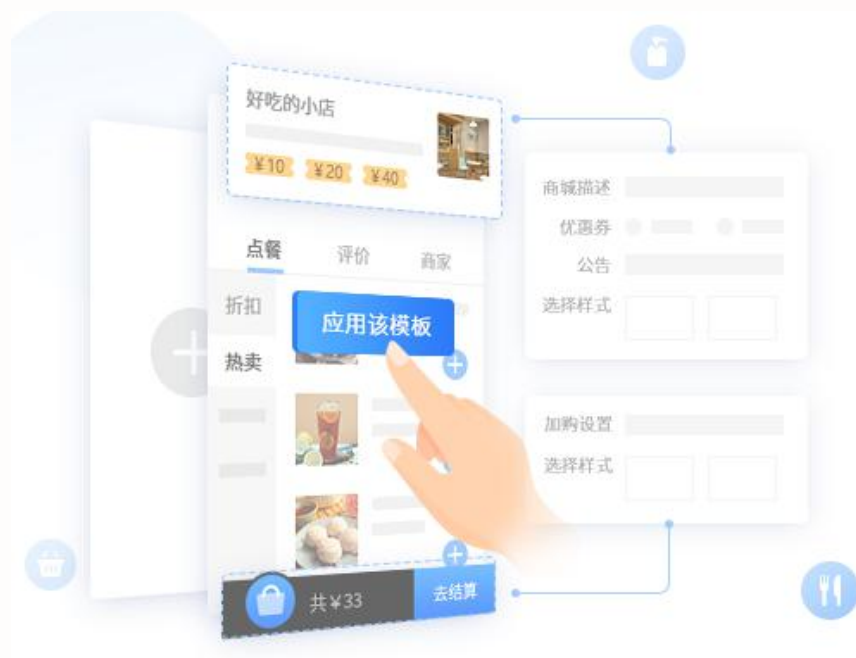 好吃的小店
¥10 ¥20 ¥40
点餐 评价 商家
折扣
应用该模板
热卖
共¥33
去结算
商城描述
优惠券
公告
选择样式
加购设置
选择样式